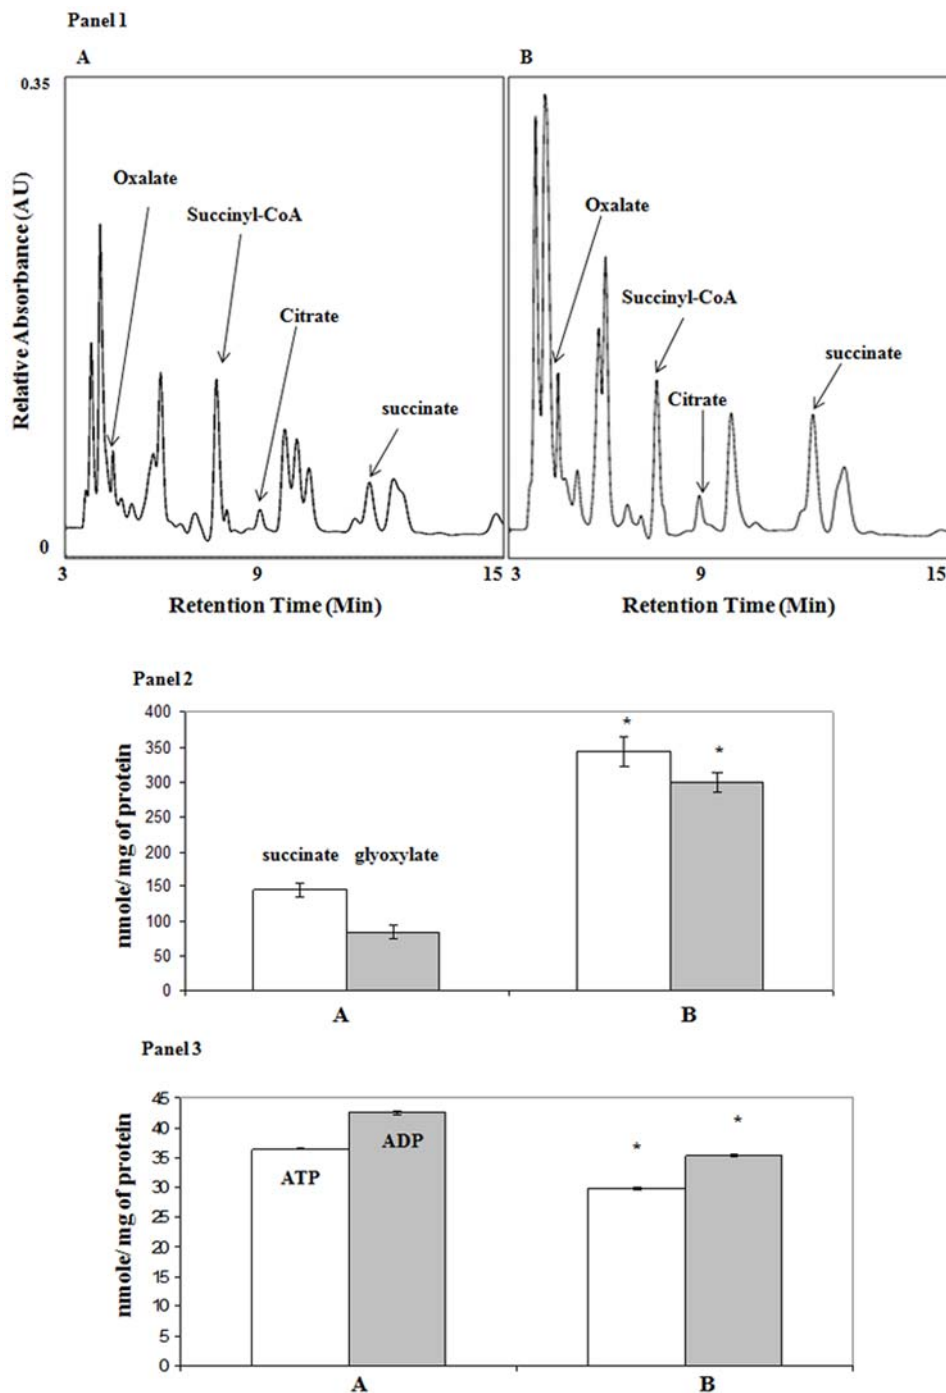 Panel 1
A
B
0.35
Oxalate
Succinyl-CoA
Citrate
succinate
Oxalate
Succinyl-CoA
Citrate
succinate
Relative Absorbance (AU)
0
3
9
15
3
9
15
Retention Time (Min)
Retention Time (Min)
Panel 2
400
350
300
250
200
150
100
50
0
nmole/ mg of protein
succinate
glyoxylate
*
*
A
B
Panel 3
45
40
35
30
25
20
15
10
5
0
nmole/ mg of protein
ATP
ADP
*
*
A
B